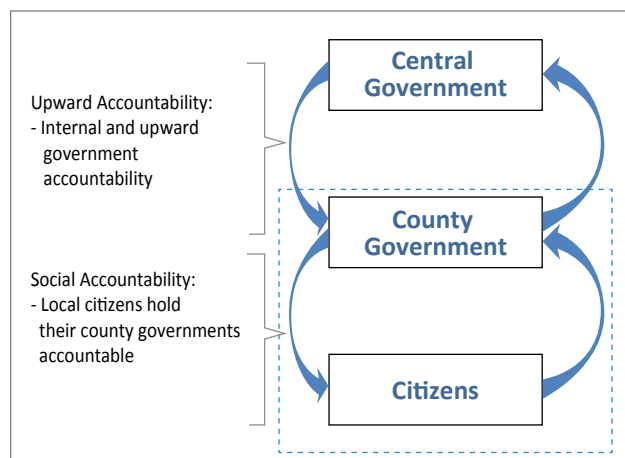 Central
Government
Upward Accountability:
- Internal and upward
government
accountability
County
Government
Social Accountability:
- Local citizens hold
their county governments
accountable
Citizens